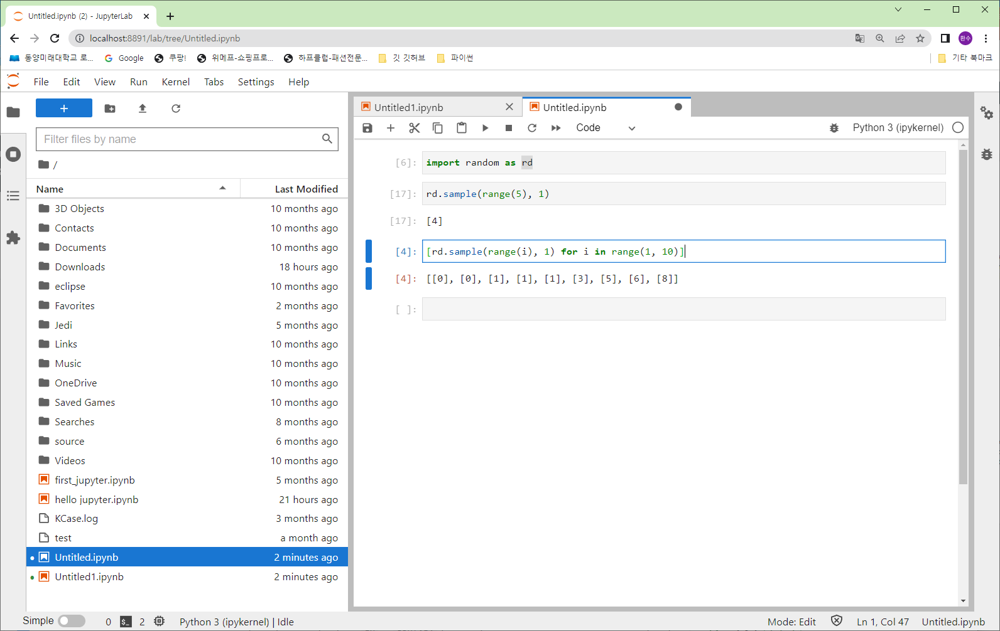 Untitled.ipynb (2) - JupyterLab
localhost:8891/lab/tree/Untitled.ipynb
환수
동양미래대학교 로...
Google
쿠팡!
위메프-쇼핑프로...
하프클럽-패션전문...
깃 깃허브
파이썬
기타 북마크
File Edit View Run Kernel Tabs Settings Help
Untitled1.ipynb
Untitled.ipynb
Code
Python 3 (ipykernel)
Filter files by name
/
Name Last Modified
3D Objects 10 months ago
Contacts 10 months ago
Documents 10 months ago
Downloads 18 hours ago
eclipse 10 months ago
Favorites 2 months ago
Jedi 5 months ago
Links 10 months ago
Music 10 months ago
OneDrive 10 months ago
Saved Games 10 months ago
Searches 8 months ago
source 6 months ago
Videos 10 months ago
first_jupyter.ipynb 5 months ago
hello jupyter.ipynb 21 hours ago
KCase.log 3 months ago
test a month ago
Untitled.ipynb 2 minutes ago
Untitled1.ipynb 2 minutes ago
[6]: import random as rd
[17]: rd.sample(range(5), 1)
[17]: [4]
[4]: [rd.sample(range(i), 1) for i in range(1, 10)]
[4]: [[0], [0], [1], [1], [1], [3], [5], [6], [8]]
[ ]:
Simple 0 $_ 2 Python 3 (ipykernel) | Idle
Mode: Edit Ln 1, Col 47 Untitled.ipynb